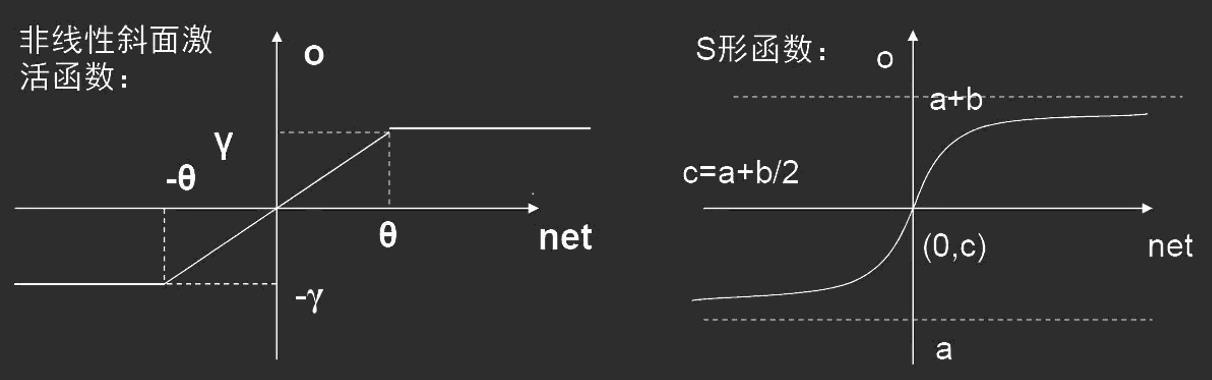 非线性斜面激
活函数：
o
γ
-θ
θ
net
-γ
S形函数：
o
a+b
c=a+b/2
(0,c)
net
a